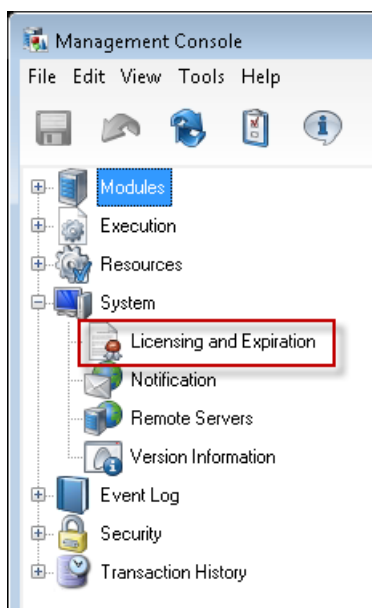 Management Console
File Edit View Tools Help
Modules
Execution
Resources
System
Licensing and Expiration
Notification
Remote Servers
Version Information
Event Log
Security
Transaction History